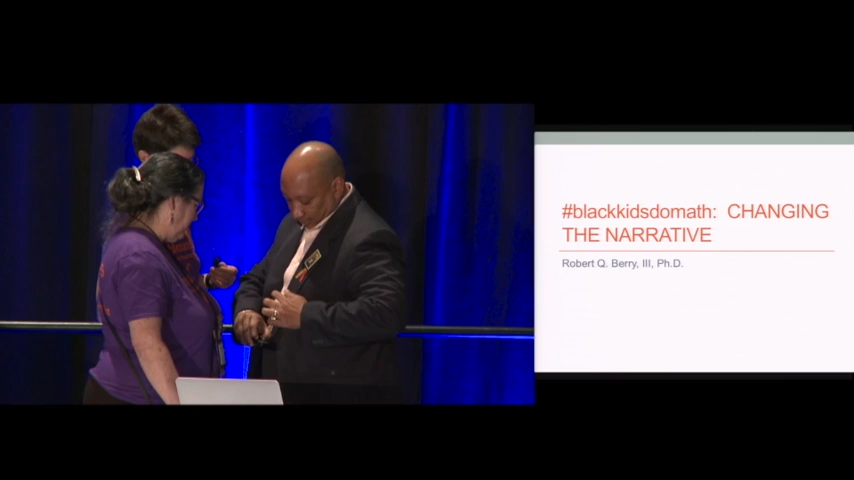 #blackkidsdomath:  CHANGING
THE NARRATIVE
Robert Q. Berry, III, Ph.D.